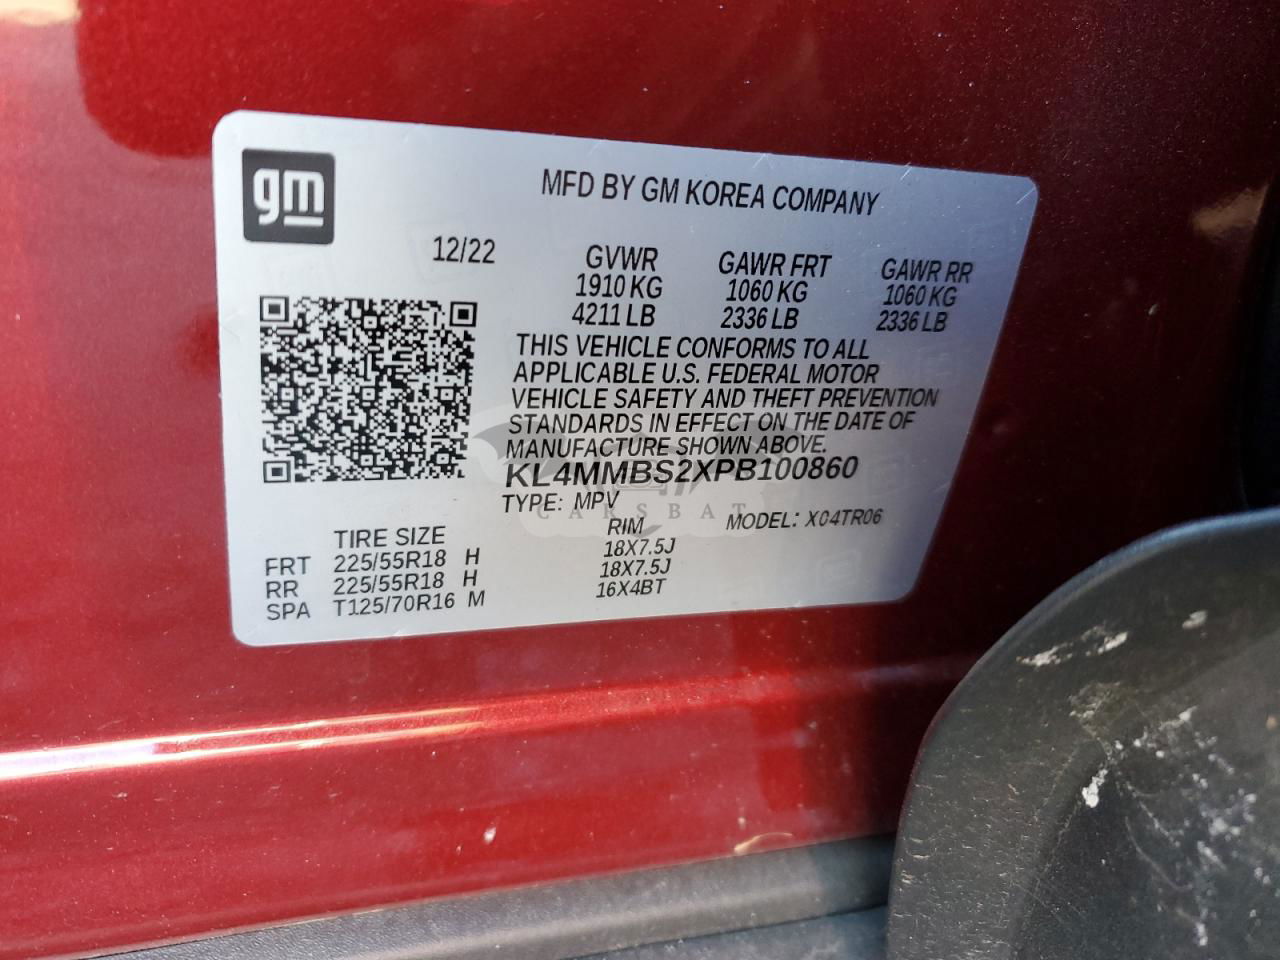 gm
MFD BY GM KOREA COMPANY
12/22 GVWR GAWR FRT GAWR RR
1910 KG 1060 KG 1060 KG
4211 LB 2336 LB 2336 LB
THIS VEHICLE CONFORMS TO ALL
APPLICABLE U.S. FEDERAL MOTOR
VEHICLE SAFETY AND THEFT PREVENTION
STANDARDS IN EFFECT ON THE DATE OF
MANUFACTURE SHOWN ABOVE.
KL4MMBS2XPB100860
TYPE: MPV MODEL: X04TR06
CARSBAT
TIRE SIZE RIM
FRT 225/55R18 H 18X7.5J
RR 225/55R18 H 18X7.5J
SPA T125/70R16 M 16X4BT